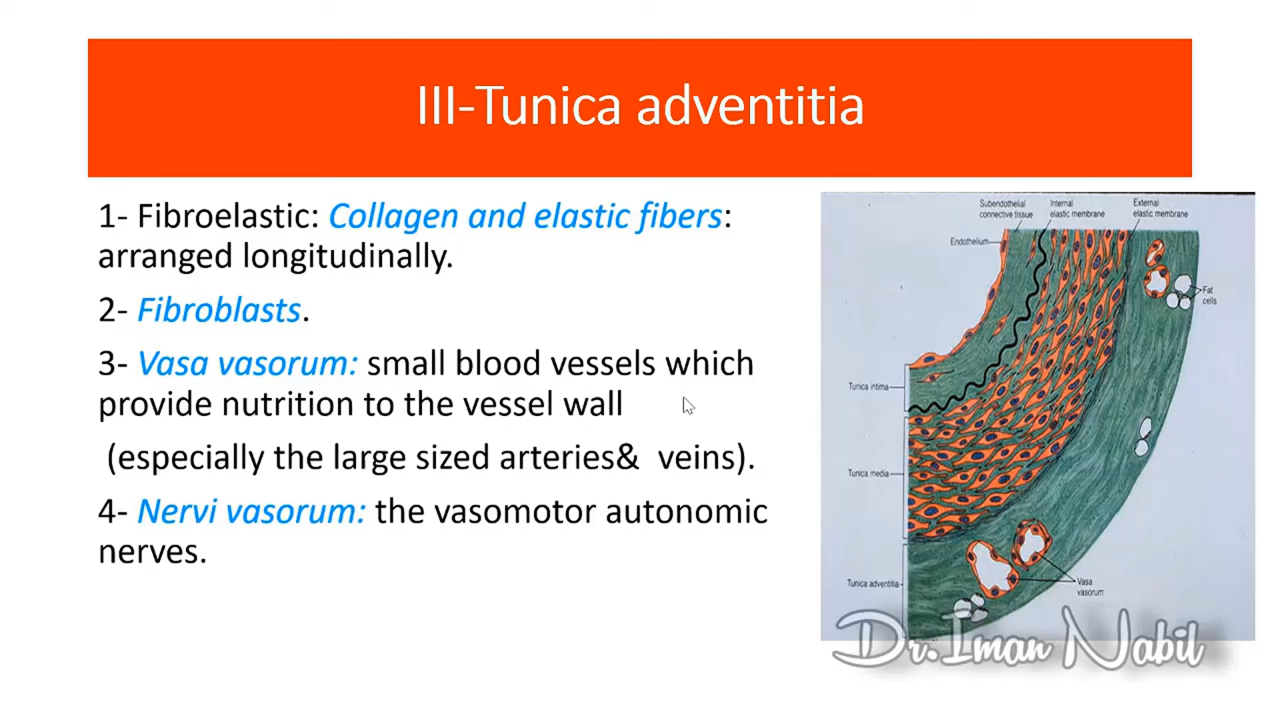 III-Tunica adventitia
1- Fibroelastic: Collagen and elastic fibers:
arranged longitudinally.
2- Fibroblasts.
3- Vasa vasorum: small blood vessels which
provide nutrition to the vessel wall
(especially the large sized arteries&  veins).
4- Nervi vasorum: the vasomotor autonomic
nerves.
Subendothelial
connective tissue
Internal
elastic membrane
External
elastic membrane
Endothelium
Fat
cells
Tunica intima
Tunica media
Tunica adventitia
Vasa
vasorum
Dr.Iman Nabil